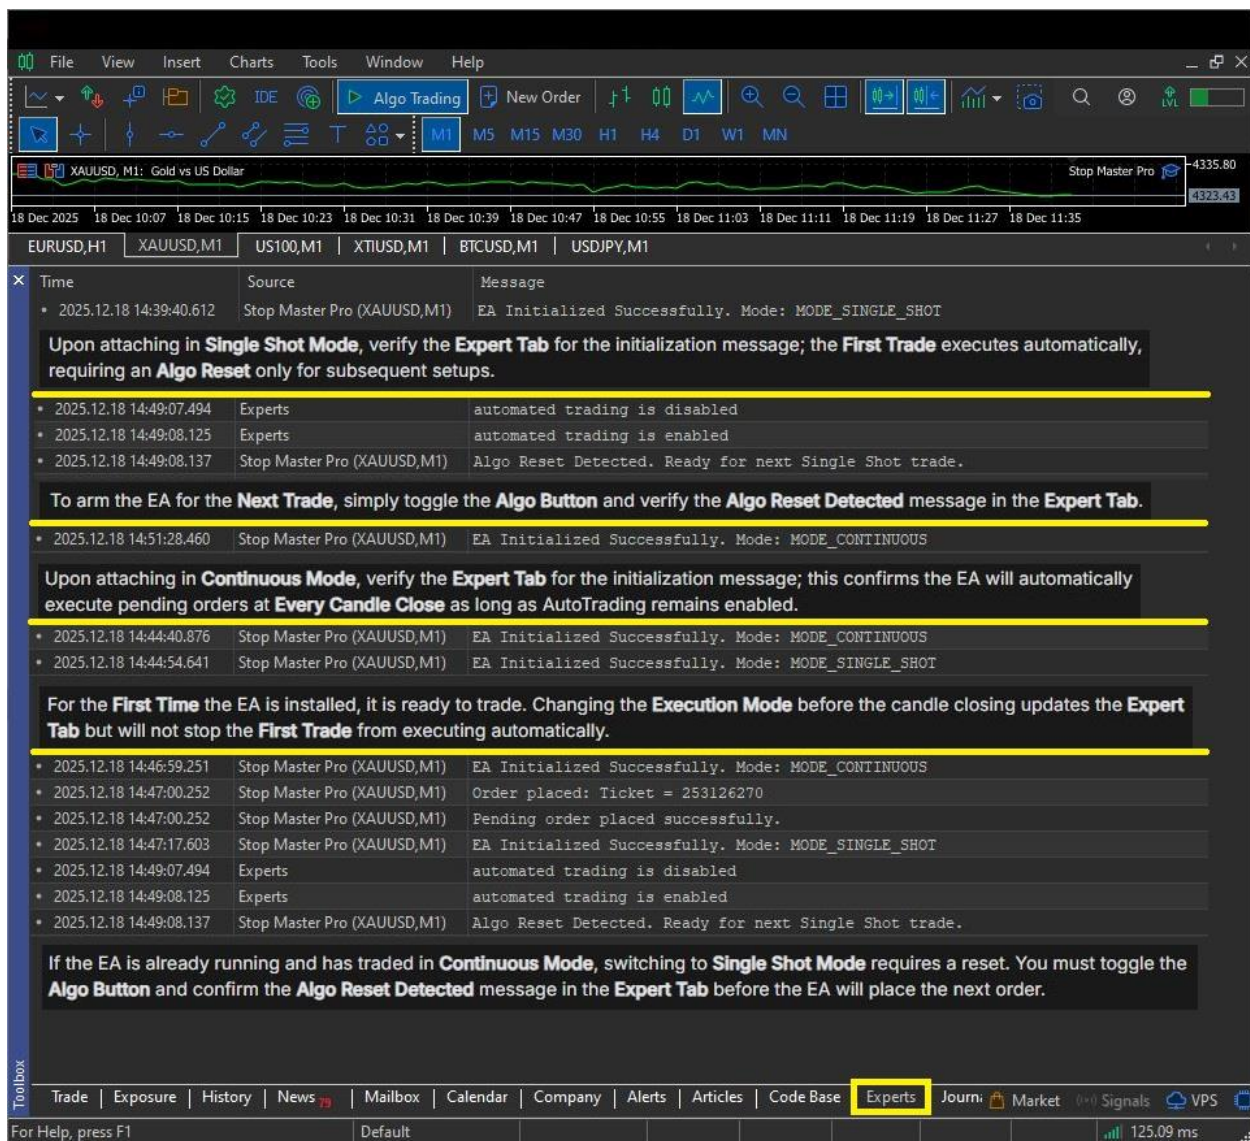 File View Insert Charts Tools Window Help
IDE Algo Trading New Order LVL
T M1 M5 M15 M30 H1 H4 D1 W1 MN
XAUUSD, M1: Gold vs US Dollar Stop Master Pro 4335.80
4323.43
18 Dec 2025 18 Dec 10:07 18 Dec 10:15 18 Dec 10:23 18 Dec 10:31 18 Dec 10:39 18 Dec 10:47 18 Dec 10:55 18 Dec 11:03 18 Dec 11:11 18 Dec 11:19 18 Dec 11:27 18 Dec 11:35
EURUSD,H1 XAUUSD,M1 US100,M1 XTIUSD,M1 BTCUSD,M1 USDJPY,M1
Time Source Message
2025.12.18 14:39:40.612 Stop Master Pro (XAUUSD,M1) EA Initialized Successfully. Mode: MODE_SINGLE_SHOT
Upon attaching in Single Shot Mode, verify the Expert Tab for the initialization message; the First Trade executes automatically,
requiring an Algo Reset only for subsequent setups.
2025.12.18 14:49:07.494 Experts automated trading is disabled
2025.12.18 14:49:08.125 Experts automated trading is enabled
2025.12.18 14:49:08.137 Stop Master Pro (XAUUSD,M1) Algo Reset Detected. Ready for next Single Shot trade.
To arm the EA for the Next Trade, simply toggle the Algo Button and verify the Algo Reset Detected message in the Expert Tab.
2025.12.18 14:51:28.460 Stop Master Pro (XAUUSD,M1) EA Initialized Successfully. Mode: MODE_CONTINUOUS
Upon attaching in Continuous Mode, verify the Expert Tab for the initialization message; this confirms the EA will automatically
execute pending orders at Every Candle Close as long as AutoTrading remains enabled.
2025.12.18 14:44:40.876 Stop Master Pro (XAUUSD,M1) EA Initialized Successfully. Mode: MODE_CONTINUOUS
2025.12.18 14:44:54.641 Stop Master Pro (XAUUSD,M1) EA Initialized Successfully. Mode: MODE_SINGLE_SHOT
For the First Time the EA is installed, it is ready to trade. Changing the Execution Mode before the candle closing updates the Expert
Tab but will not stop the First Trade from executing automatically.
2025.12.18 14:46:59.251 Stop Master Pro (XAUUSD,M1) EA Initialized Successfully. Mode: MODE_CONTINUOUS
2025.12.18 14:47:00.252 Stop Master Pro (XAUUSD,M1) Order placed: Ticket = 253126270
2025.12.18 14:47:00.252 Stop Master Pro (XAUUSD,M1) Pending order placed successfully.
2025.12.18 14:47:17.603 Stop Master Pro (XAUUSD,M1) EA Initialized Successfully. Mode: MODE_SINGLE_SHOT
2025.12.18 14:49:07.494 Experts automated trading is disabled
2025.12.18 14:49:08.125 Experts automated trading is enabled
2025.12.18 14:49:08.137 Stop Master Pro (XAUUSD,M1) Algo Reset Detected. Ready for next Single Shot trade.
If the EA is already running and has traded in Continuous Mode, switching to Single Shot Mode requires a reset. You must toggle the
Algo Button and confirm the Algo Reset Detected message in the Expert Tab before the EA will place the next order.
Toolbox
Trade Exposure History News 79 Mailbox Calendar Company Alerts Articles Code Base Experts Journ Market Signals VPS
For Help, press F1 Default 125.09 ms